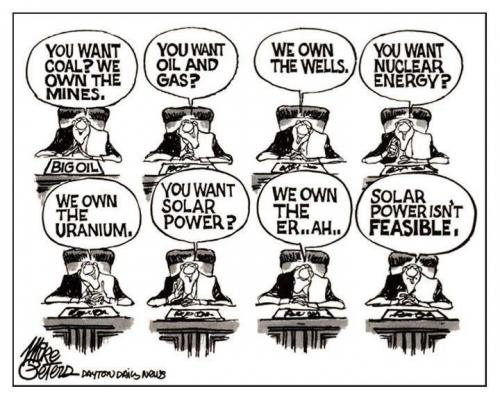 YOU WANT
COAL? WE
OWN THE
MINES.
YOU WANT
OIL AND
GAS?
WE OWN
THE WELLS.
YOU WANT
NUCLEAR
ENERGY?
BIG OIL
WE OWN
THE
URANIUM.
YOU WANT
SOLAR
POWER?
WE OWN
THE
ER..AH..
SOLAR
POWER ISN'T
FEASIBLE.
MIKE
PETERS
DAYTON DAILY NEWS